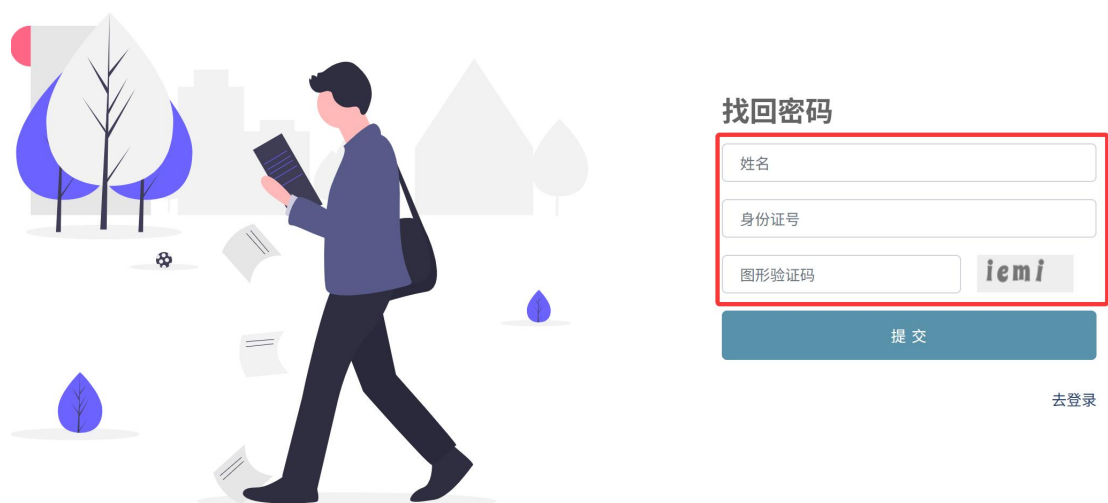 找回密码
姓名
身份证号
图形验证码
iemi
提 交
去登录